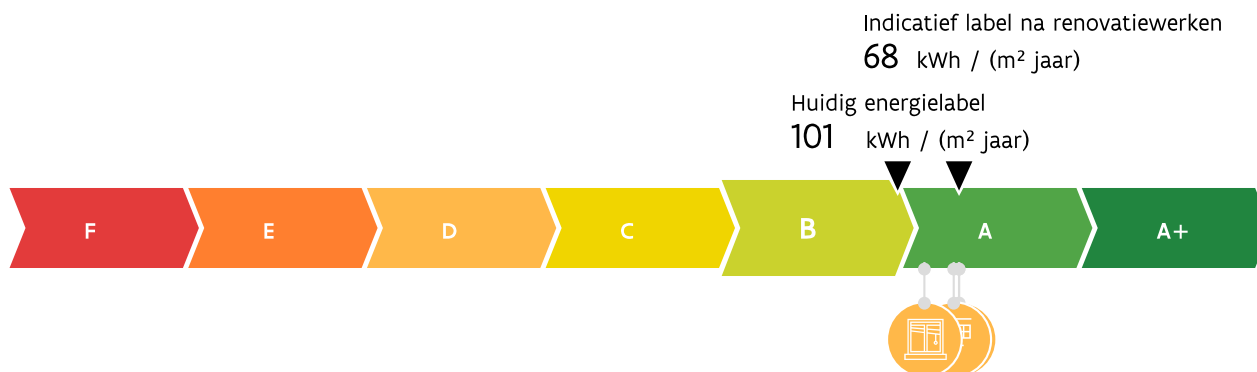 Indicatief label na renovatiewerken
68 kWh / (m² jaar)
Huidig energielabel
101 kWh / (m² jaar)
F E D C B A A+